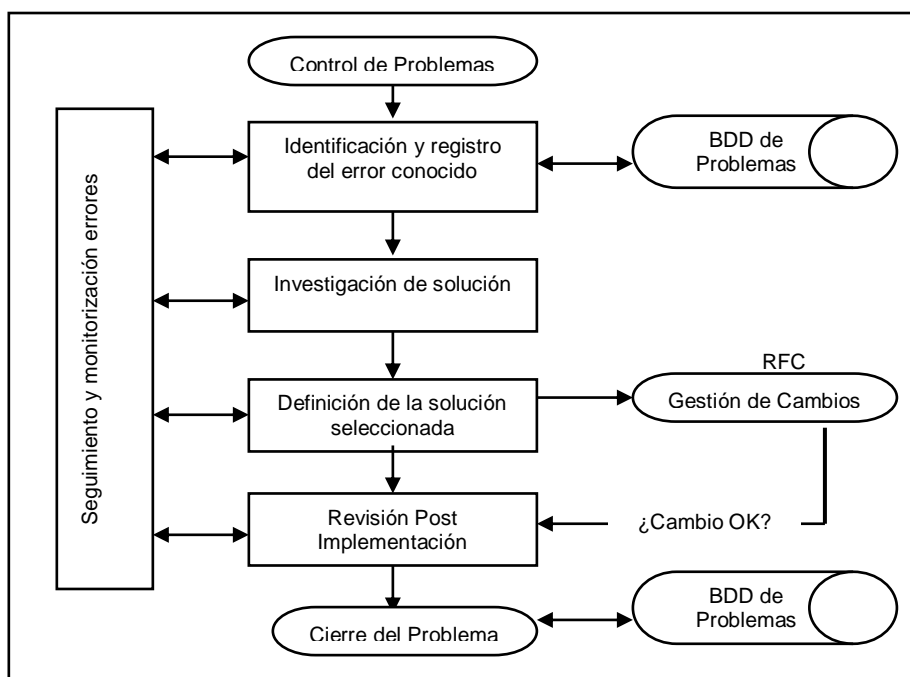 Control de Problemas
Identificación y registro
del error conocido
BDD de
Problemas
Seguimiento y monitorización errores
Investigación de solución
RFC
Definición de la solución
seleccionada
Gestión de Cambios
Revisión Post
Implementación
¿Cambio OK?
Cierre del Problema
BDD de
Problemas